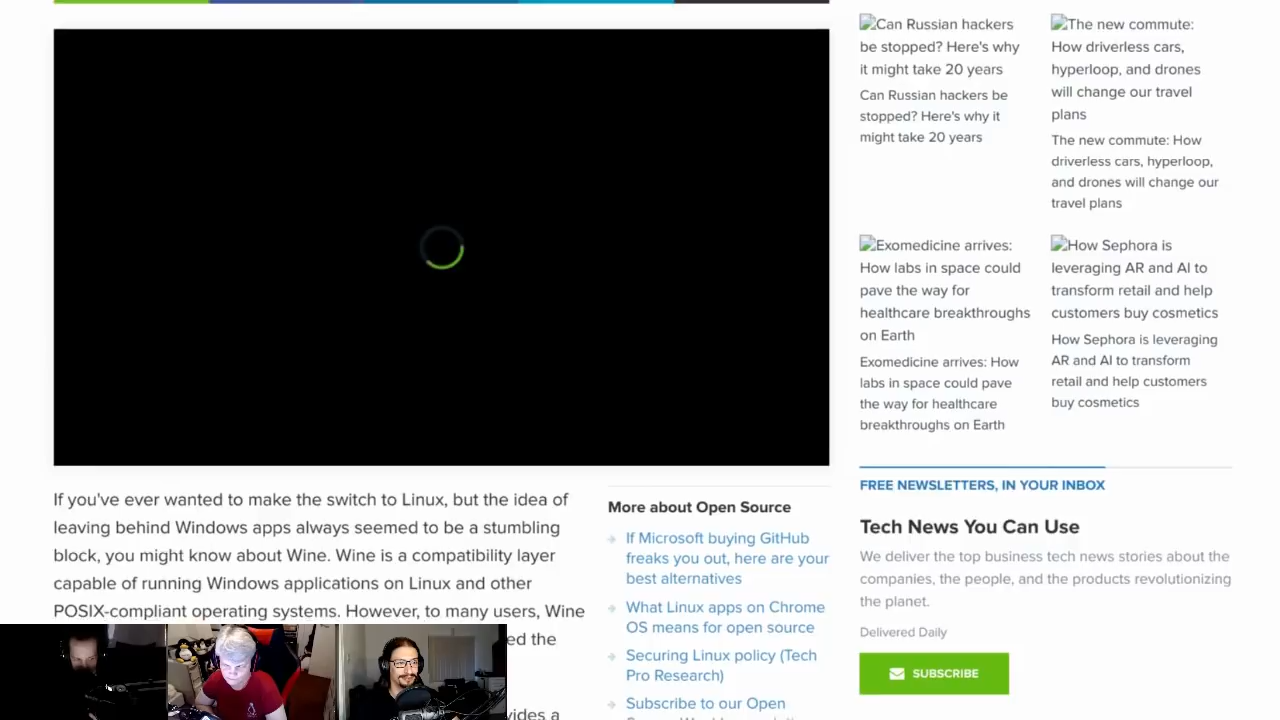 If you've ever wanted to make the switch to Linux, but the idea of
leaving behind Windows apps always seemed to be a stumbling
block, you might know about Wine. Wine is a compatibility layer
capable of running Windows applications on Linux and other
POSIX-compliant operating systems. However, to many users, Wine
ed the
vides a
More about Open Source
If Microsoft buying GitHub
freaks you out, here are your
best alternatives
What Linux apps on Chrome
OS means for open source
Securing Linux policy (Tech
Pro Research)
Subscribe to our Open
Can Russian hackers
be stopped? Here's why
it might take 20 years
Can Russian hackers be
stopped? Here's why it
might take 20 years
The new commute:
How driverless cars,
hyperloop, and drones
will change our travel
plans
The new commute: How
driverless cars, hyperloop,
and drones will change our
travel plans
Exomedicine arrives:
How labs in space could
pave the way for
healthcare breakthroughs
on Earth
Exomedicine arrives: How
labs in space could pave
the way for healthcare
breakthroughs on Earth
How Sephora is
leveraging AR and AI to
transform retail and help
customers buy cosmetics
How Sephora is leveraging
AR and AI to transform
retail and help customers
buy cosmetics
FREE NEWSLETTERS, IN YOUR INBOX
Tech News You Can Use
We deliver the top business tech news stories about the
companies, the people, and the products revolutionizing
the planet.
Delivered Daily
SUBSCRIBE